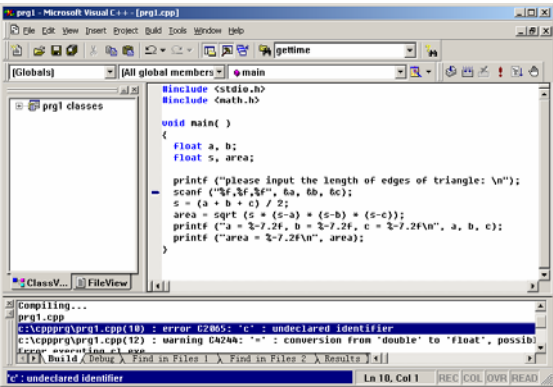 prg1 - Microsoft Visual C++ - [prg1.cpp]
File Edit View Insert Project Build Tools Window Help
gettime
[Globals] [All global members main
prg1 classes
#include <stdio.h>
#include <math.h>
void main( )
{
float a, b;
float s, area;
printf ("please input the length of edges of triangle: \n");
scanf ("%f,%f,%f", &a, &b, &c);
s = (a + b + c) / 2;
area = sqrt (s * (s-a) * (s-b) * (s-c));
printf ("a = %-7.2f, b = %-7.2f, c = %-7.2f\n", a, b, c);
printf ("area = %-7.2f\n", area);
}
ClassV... FileView
Compiling...
prg1.cpp
c:\cppprg\prg1.cpp(10) : error C2065: 'c' : undeclared identifier
c:\cppprg\prg1.cpp(12) : warning C4244: '=' : conversion from 'double' to 'float', possib
Error executing cl.exe
Build Debug Find in Files 1 Find in Files 2 Results
'c' : undeclared identifier Ln 10, Col 1 REC COL OVR READ